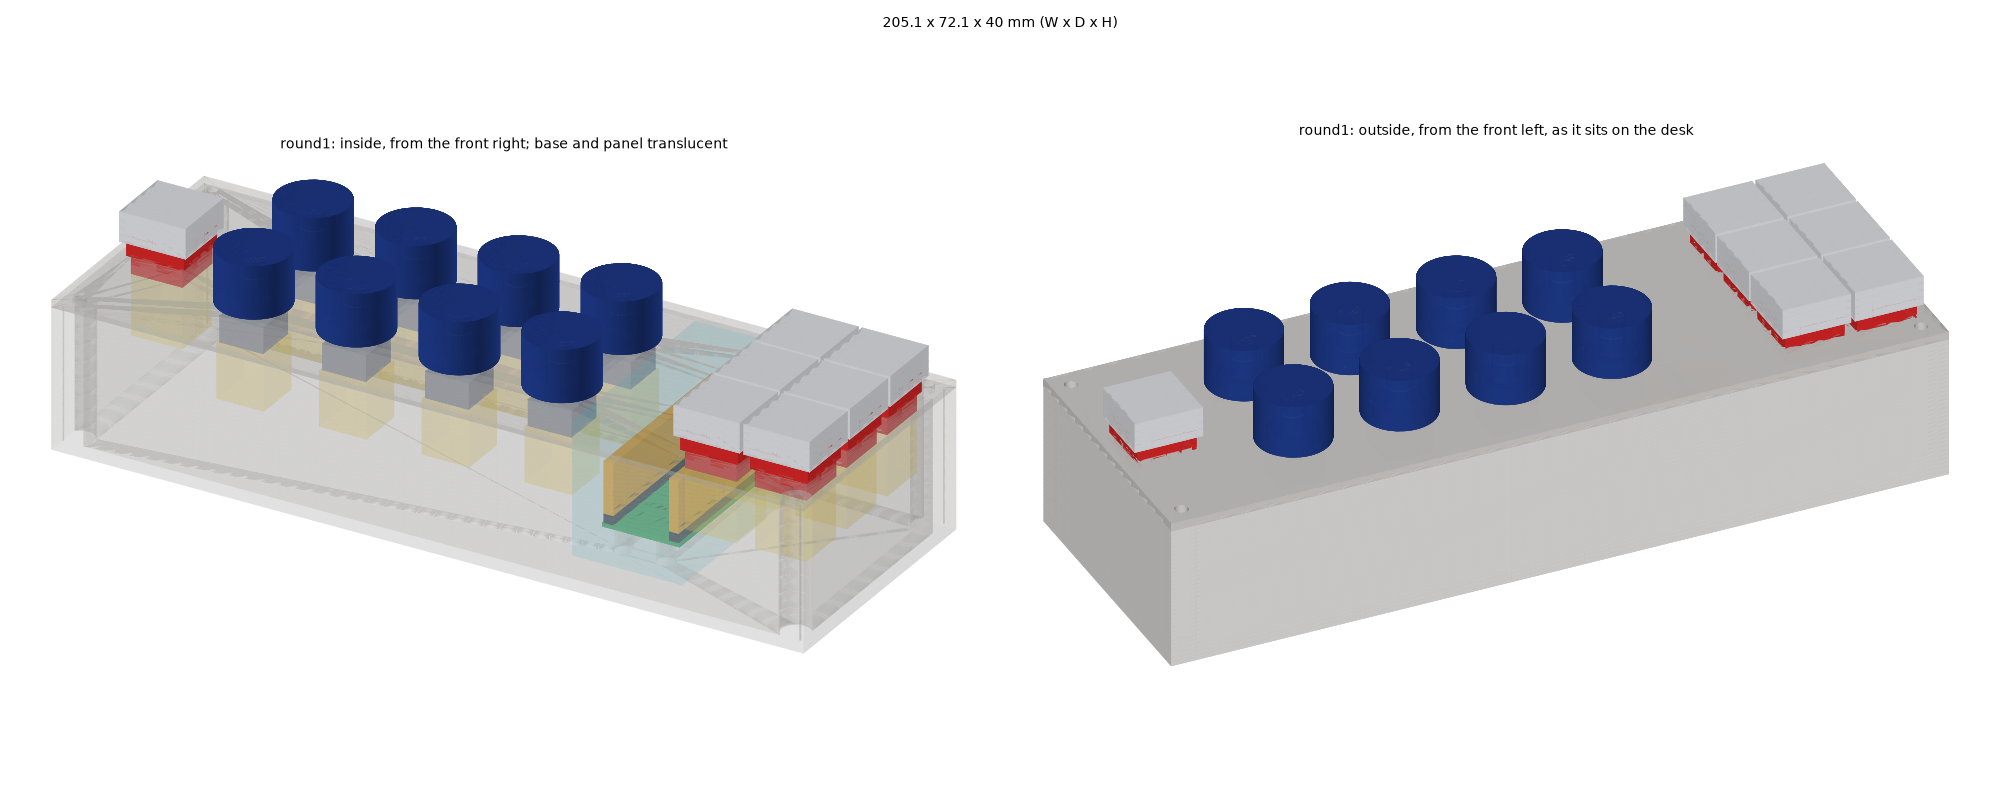 205.1 x 72.1 x 40 mm (W x D x H)
round1: inside, from the front right; base and panel translucent
round1: outside, from the front left, as it sits on the desk